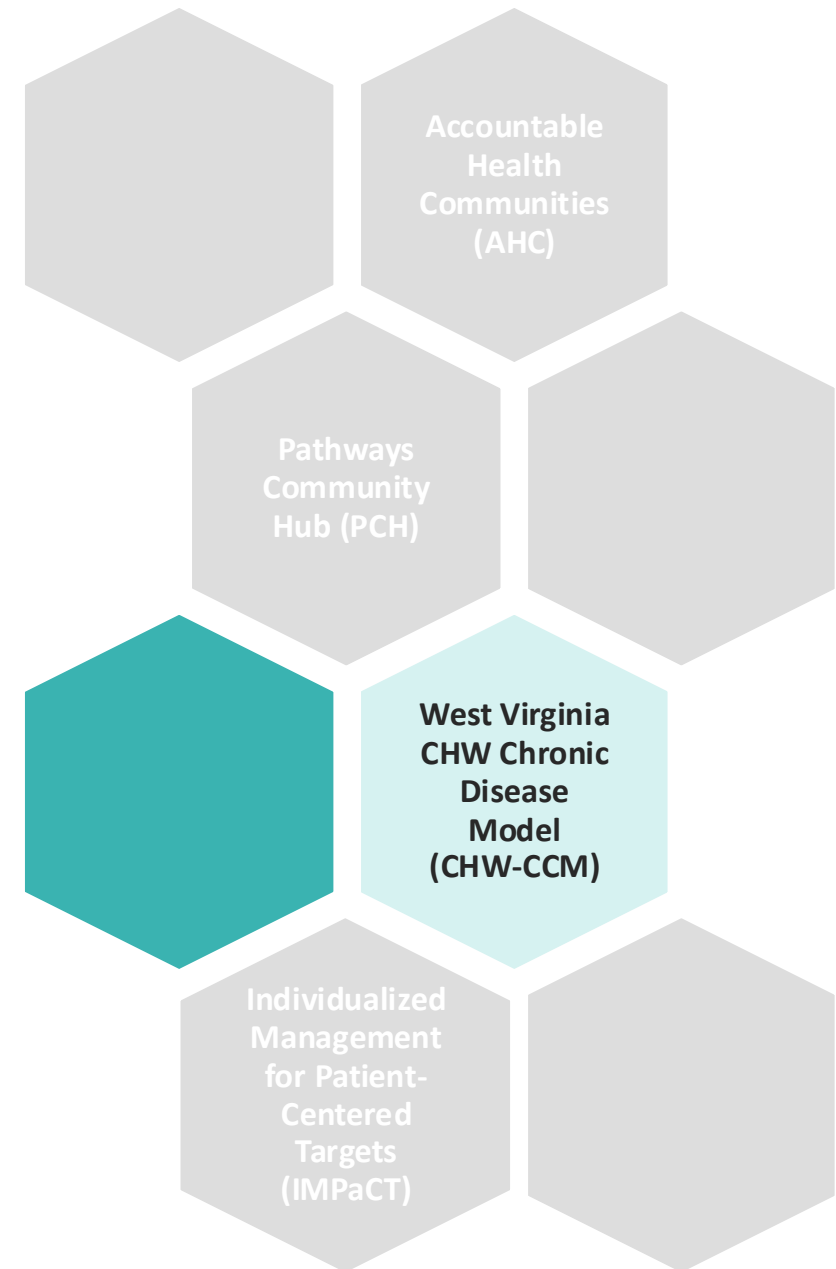 Accountable
Health
Communities
(AHC)
Pathways
Community
Hub (PCH)
West Virginia
CHW Chronic
Disease
Model
(CHW-CCM)
Individualized
Management
for Patient-
Centered
Targets
(IMPaCT)